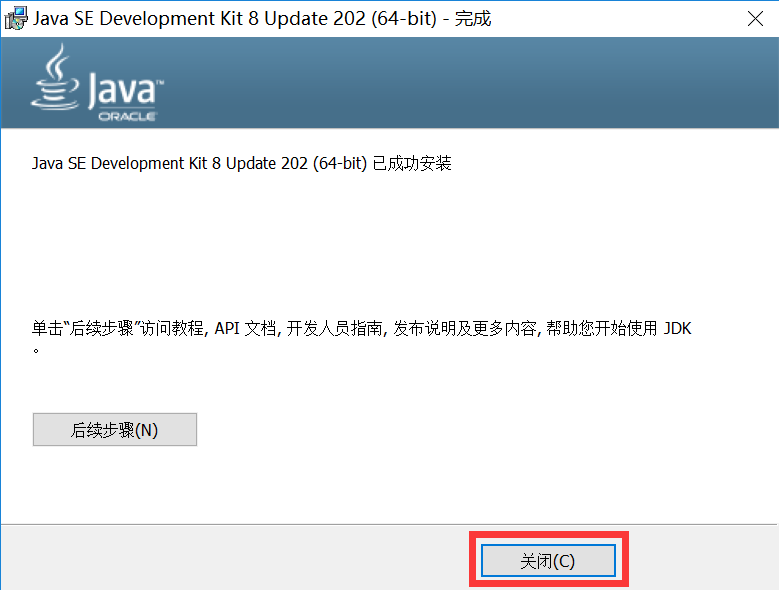 Java SE Development Kit 8 Update 202 (64-bit) - 完成
Java™
ORACLE
Java SE Development Kit 8 Update 202 (64-bit) 已成功安装
单击“后续步骤”访问教程, API 文档, 开发人员指南, 发布说明及更多内容, 帮助您开始使用 JDK
。
后续步骤(N)
关闭(C)